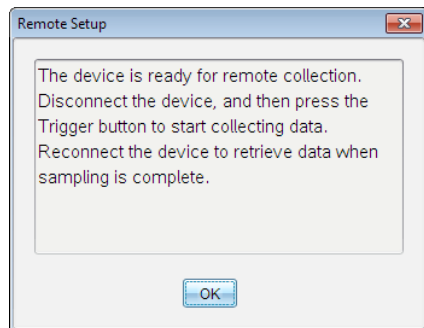 Remote Setup
The device is ready for remote collection.
Disconnect the device, and then press the
Trigger button to start collecting data.
Reconnect the device to retrieve data when
sampling is complete.
OK